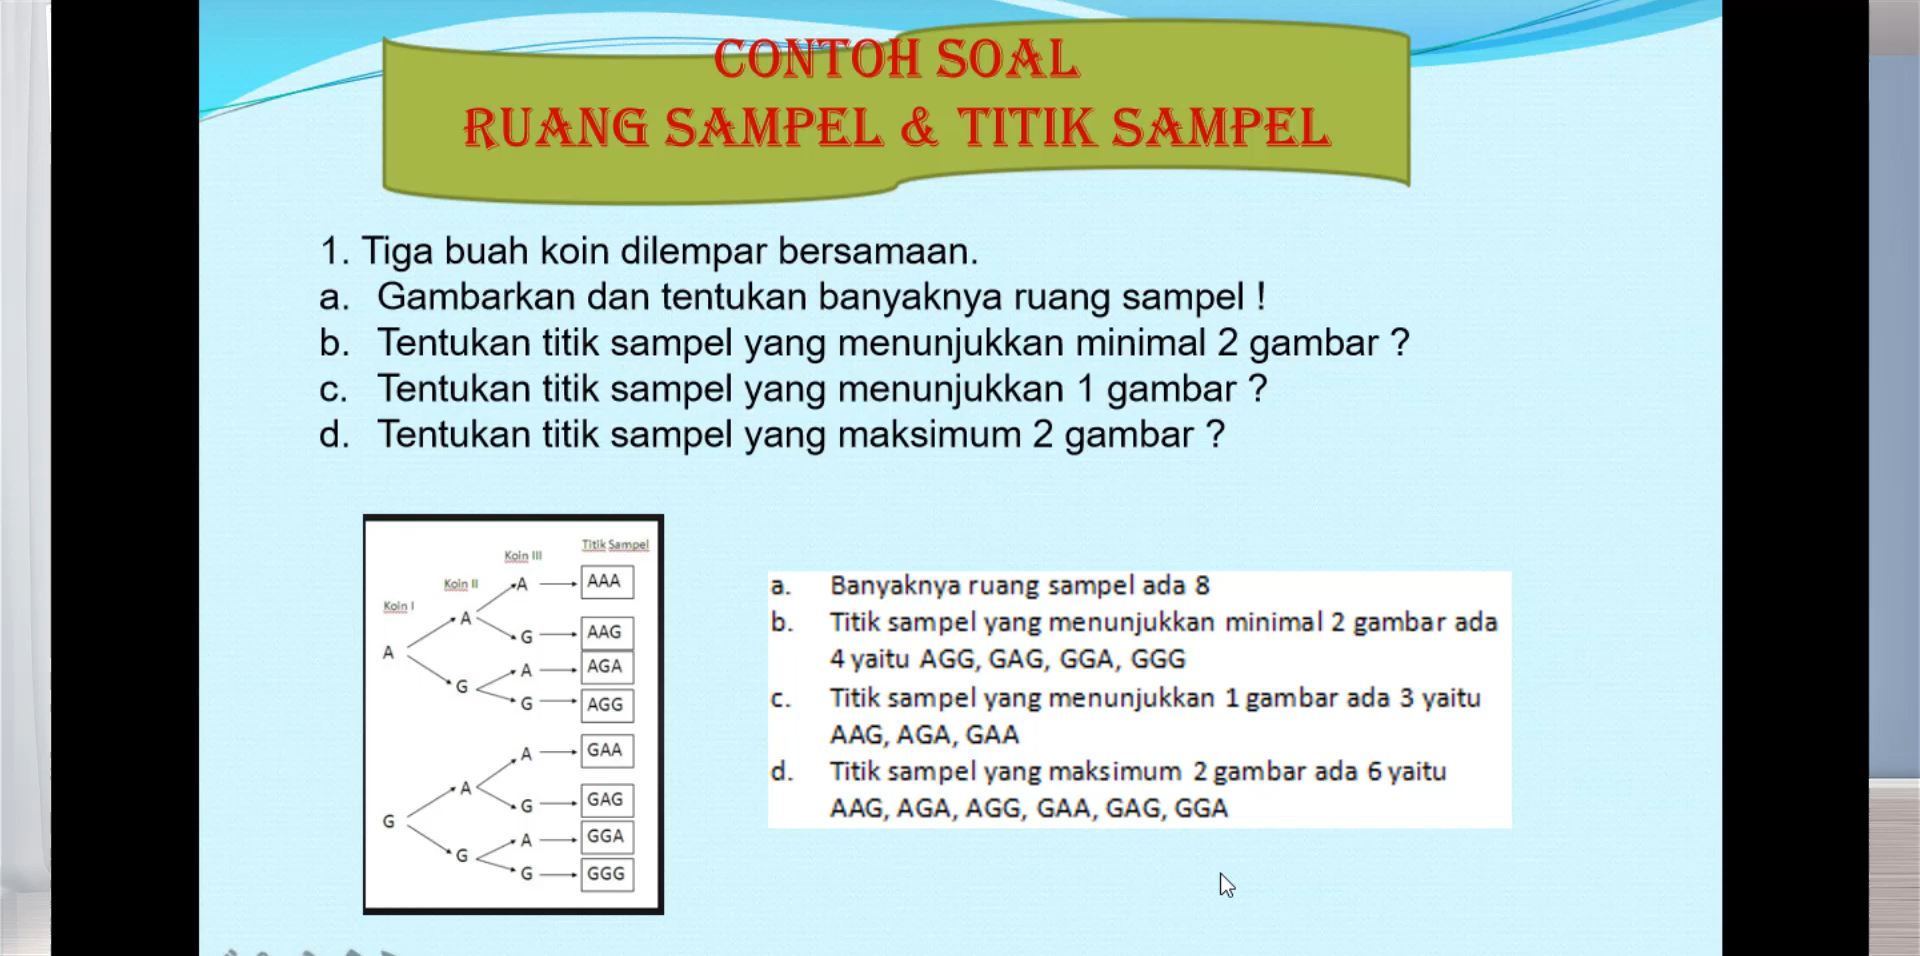 CONTOH SOAL
RUANG SAMPEL & TITIK SAMPEL
1. Tiga buah koin dilempar bersamaan.
a. Gambarkan dan tentukan banyaknya ruang sampel !
b. Tentukan titik sampel yang menunjukkan minimal 2 gambar ?
c. Tentukan titik sampel yang menunjukkan 1 gambar ?
d. Tentukan titik sampel yang maksimum 2 gambar ?
Koin I
Koin II
Koin III
Titik Sampel
A
A
A
AAA
G
AAG
G
A
AGA
G
AGG
G
A
A
GAA
G
GAG
G
A
GGA
G
GGG
a. Banyaknya ruang sampel ada 8
b. Titik sampel yang menunjukkan minimal 2 gambar ada
4 yaitu AGG, GAG, GGA, GGG
c. Titik sampel yang menunjukkan 1 gambar ada 3 yaitu
AAG, AGA, GAA
d. Titik sampel yang maksimum 2 gambar ada 6 yaitu
AAG, AGA, AGG, GAA, GAG, GGA